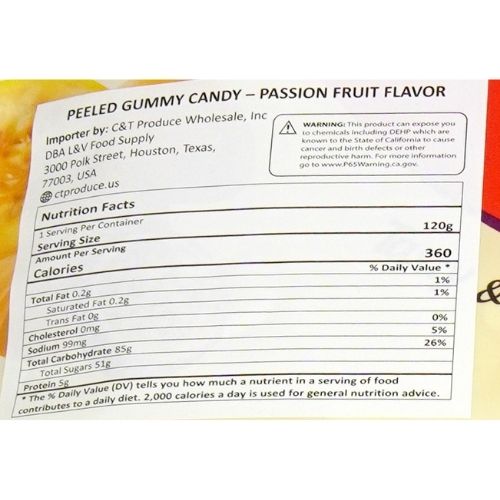 PEELED GUMMY CANDY – PASSION FRUIT FLAVOR
Importer by: C&T Produce Wholesale, Inc
DBA L&V Food Supply
3000 Polk Street, Houston, Texas,
77003, USA
ctproduce.us
WARNING: This product can expose you
to chemicals including DEHP which are
known to the State of California to cause
cancer and birth defects or other
reproductive harm. For more information
go to www.P65Warning.ca.gov.
Nutrition Facts
1 Serving Per Container
Serving Size 120g
Amount Per Serving
Calories 360
% Daily Value *
Total Fat 0.2g 1%
Saturated Fat 0.2g 1%
Trans Fat 0g
Cholesterol 0mg 0%
Sodium 99mg 5%
Total Carbohydrate 85g 26%
Total Sugars 51g
Protein 5g
* The % Daily Value (DV) tells you how much a nutrient in a serving of food
contributes to a daily diet. 2,000 calories a day is used for general nutrition advice.
&